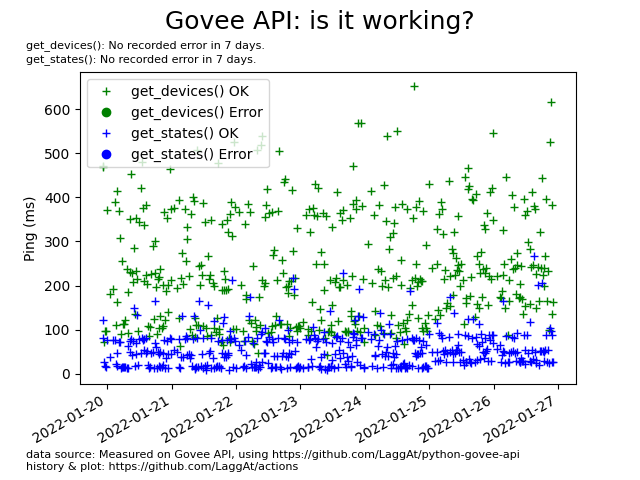 Govee API: is it working?
get_devices(): No recorded error in 7 days.
get_states(): No recorded error in 7 days.
get_devices() OK
get_devices() Error
get_states() OK
get_states() Error
Ping (ms)
600
500
400
300
200
100
0
2022-01-20
2022-01-21
2022-01-22
2022-01-23
2022-01-24
2022-01-25
2022-01-26
2022-01-27
data source: Measured on Govee API, using https://github.com/LaggAt/python-govee-api
history & plot: https://github.com/LaggAt/actions